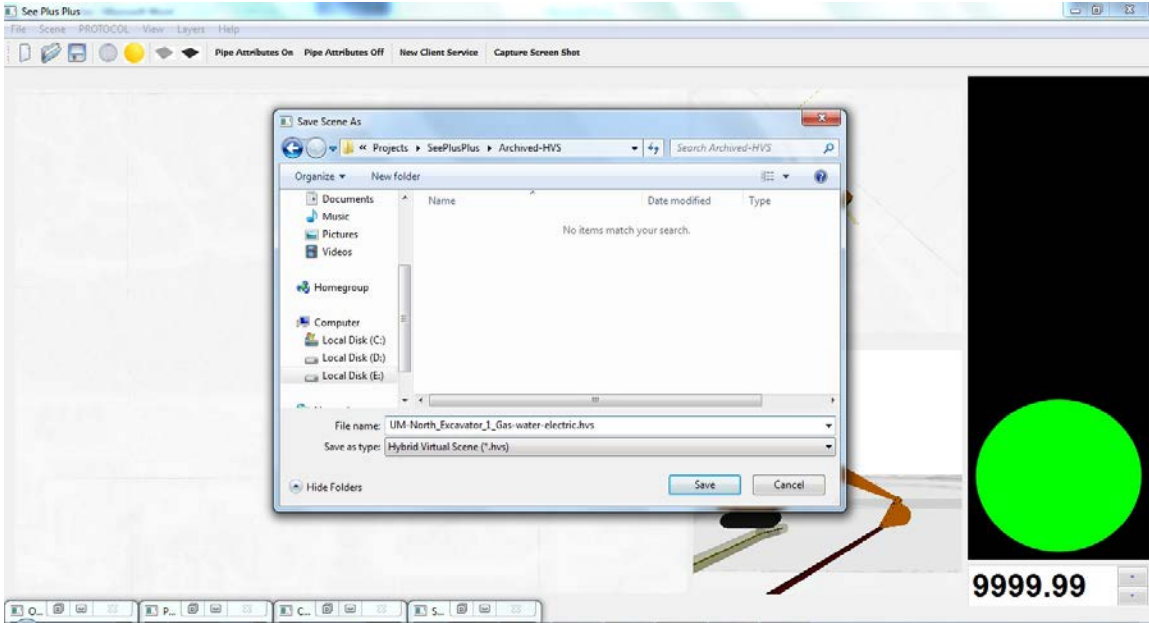 See Plus Plus
File Scene PROTOCOL View Layers Help
Pipe Attributes On Pipe Attributes Off New Client Service Capture Screen Shot
Save Scene As
« Projects ▸ SeePlusPlus ▸ Archived-HVS Search Archived-HVS
Organize New folder
Documents Name Date modified Type
Music
No items match your search.
Pictures
Videos
Homegroup
Computer
Local Disk (C:)
Local Disk (D:)
Local Disk (E:)
File name: UM-North_Excavator_1_Gas-water-electric.hvs
Save as type: Hybrid Virtual Scene (*.hvs)
Hide Folders Save Cancel
9999.99
O... P... C... S...